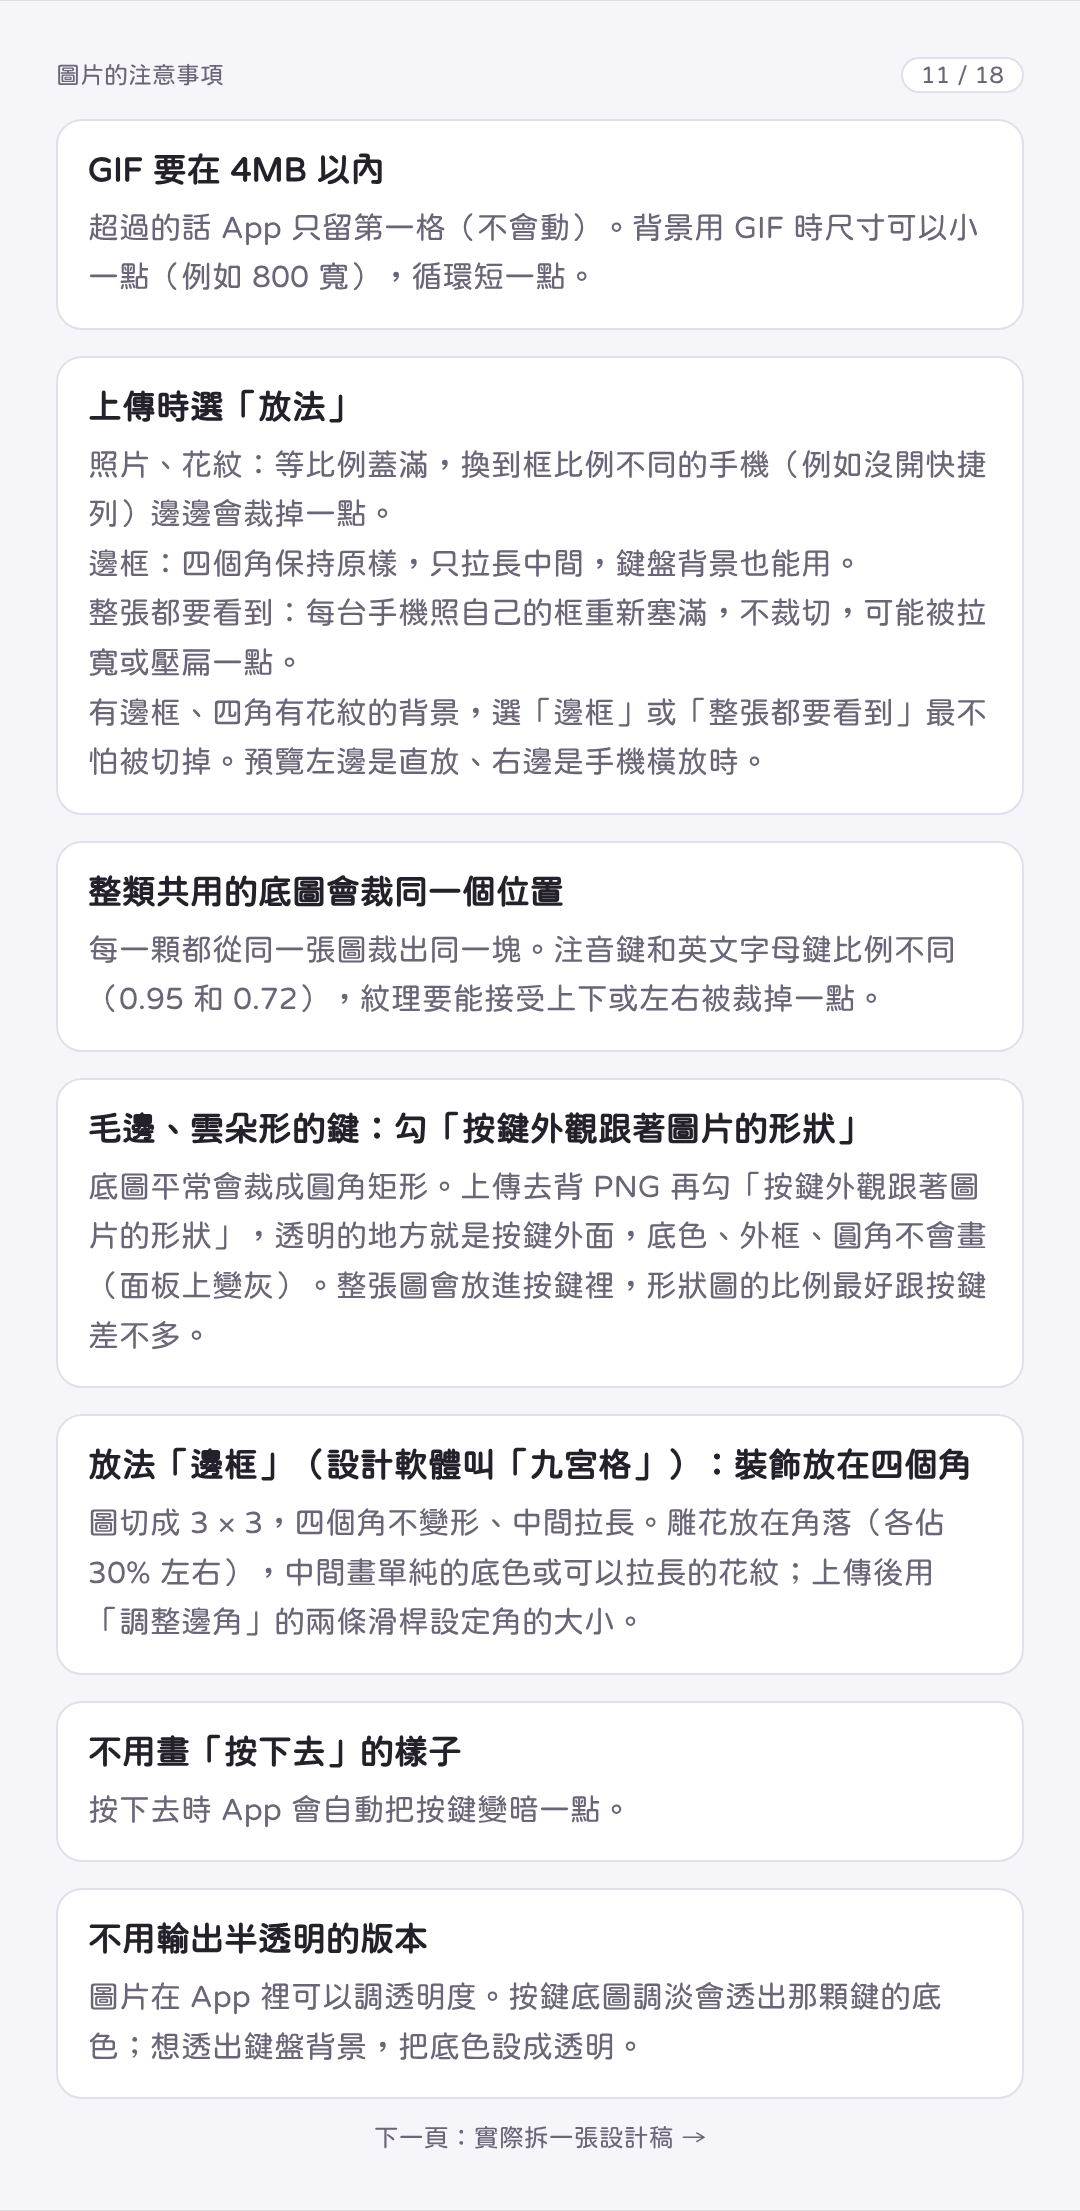 圖片的注意事項
11 / 18
GIF 要在 4MB 以內
超過的話 App 只留第一格（不會動）。背景用 GIF 時尺寸可以小
一點（例如 800 寬），循環短一點。
上傳時選「放法」
照片、花紋：等比例蓋滿，換到框比例不同的手機（例如沒開快捷
列）邊邊會裁掉一點。
邊框：四個角保持原樣，只拉長中間，鍵盤背景也能用。
整張都要看到：每台手機照自己的框重新塞滿，不裁切，可能被拉
寬或壓扁一點。
有邊框、四角有花紋的背景，選「邊框」或「整張都要看到」最不
怕被切掉。預覽左邊是直放、右邊是手機橫放時。
整類共用的底圖會裁同一個位置
每一顆都從同一張圖裁出同一塊。注音鍵和英文字母鍵比例不同
（0.95 和 0.72），紋理要能接受上下或左右被裁掉一點。
毛邊、雲朵形的鍵：勾「按鍵外觀跟著圖片的形狀」
底圖平常會裁成圓角矩形。上傳去背 PNG 再勾「按鍵外觀跟著圖
片的形狀」，透明的地方就是按鍵外面，底色、外框、圓角不會畫
（面板上變灰）。整張圖會放進按鍵裡，形狀圖的比例最好跟按鍵
差不多。
放法「邊框」（設計軟體叫「九宮格」）：裝飾放在四個角
圖切成 3 × 3，四個角不變形、中間拉長。雕花放在角落（各佔
30% 左右），中間畫單純的底色或可以拉長的花紋；上傳後用
「調整邊角」的兩條滑桿設定角的大小。
不用畫「按下去」的樣子
按下去時 App 會自動把按鍵變暗一點。
不用輸出半透明的版本
圖片在 App 裡可以調透明度。按鍵底圖調淡會透出那顆鍵的底
色；想透出鍵盤背景，把底色設成透明。
下一頁：實際拆一張設計稿 →